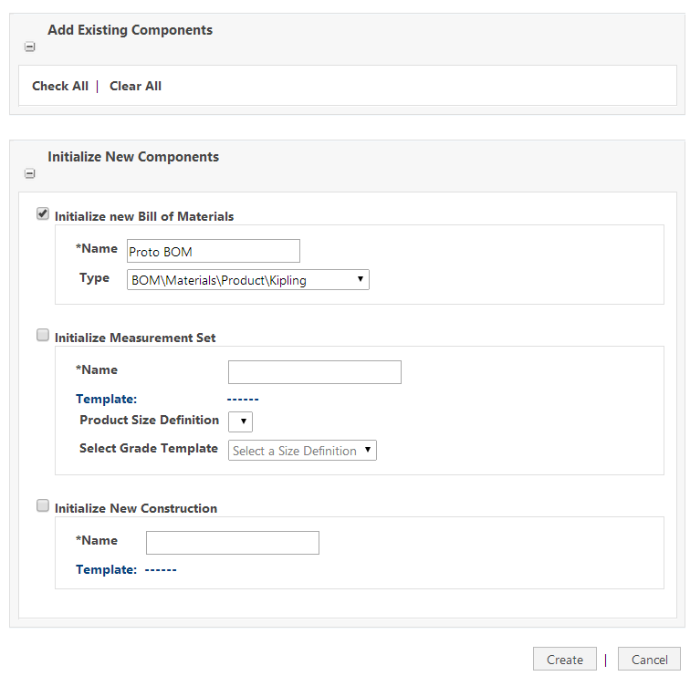 Add Existing Components
Check All | Clear All
Initialize New Components
Initialize new Bill of Materials
*Name Proto BOM
Type BOM\Materials\Product\Kipling
Initialize Measurement Set
*Name
Template: ------
Product Size Definition
Select Grade Template Select a Size Definition
Initialize New Construction
*Name
Template: ------
Create | Cancel